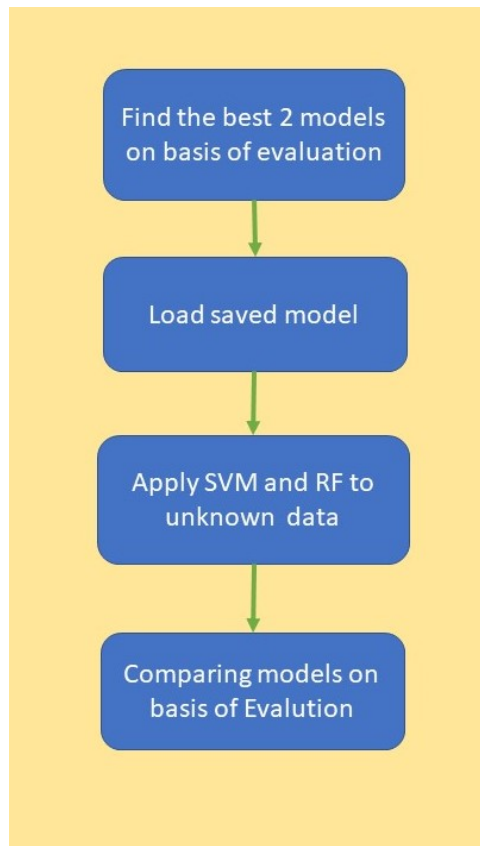 Find the best 2 models
on basis of evaluation
Load saved model
Apply SVM and RF to
unknown data
Comparing models on
basis of Evalution